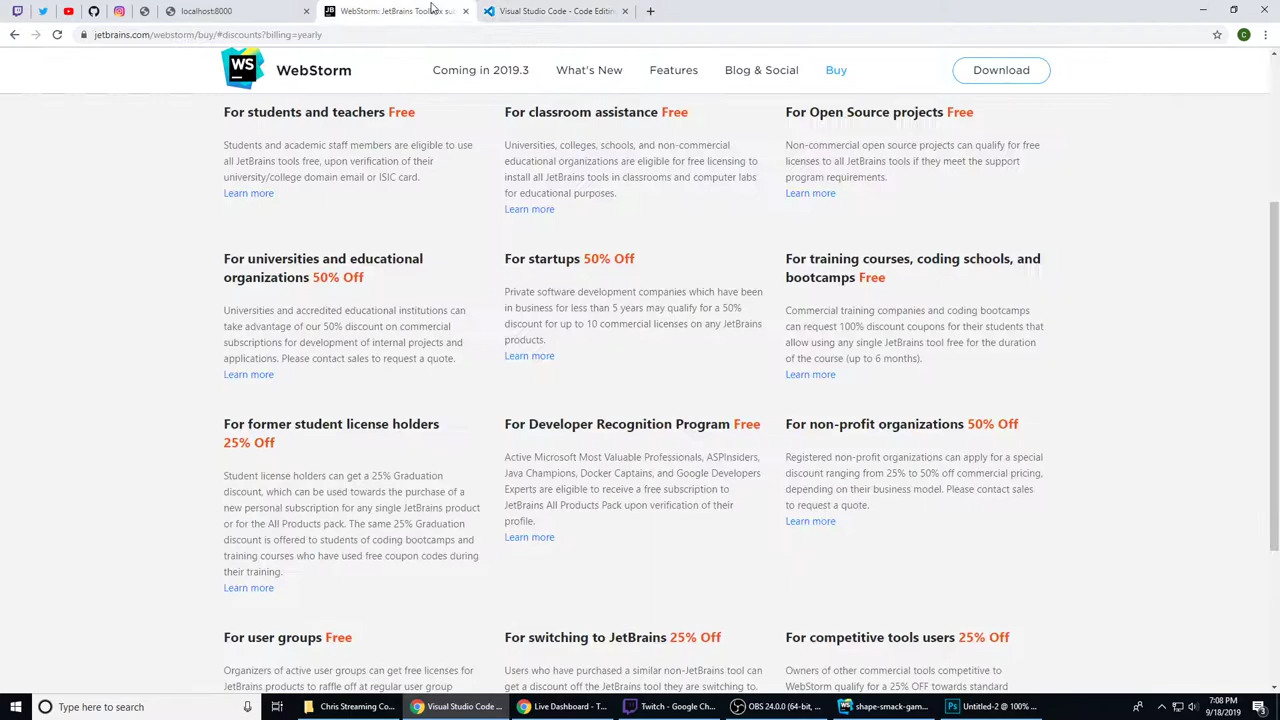 localhost:8000
WebStorm: JetBrains Toolbox su
Visual Studio Code - Code Editin
jetbrains.com/webstorm/buy/#discounts?billing=yearly
C
WS
WebStorm
Coming in 2019.3
What's New
Features
Blog & Social
Buy
Download
For students and teachers Free
Students and academic staff members are eligible to use
all JetBrains tools free, upon verification of their
university/college domain email or ISIC card.
Learn more
For classroom assistance Free
Universities, colleges, schools, and non-commercial
educational organizations are eligible for free licensing to
install all JetBrains tools in classrooms and computer labs
for educational purposes.
Learn more
For Open Source projects Free
Non-commercial open source projects can qualify for free
licenses to all JetBrains tools if they meet the support
program requirements.
Learn more
For universities and educational
organizations 50% Off
Universities and accredited educational institutions can
take advantage of our 50% discount on commercial
subscriptions for development of internal projects and
applications. Please contact sales to request a quote.
Learn more
For startups 50% Off
Private software development companies which have been
in business for less than 5 years may qualify for a 50%
discount for up to 10 commercial licenses on any JetBrains
products.
Learn more
For training courses, coding schools, and
bootcamps Free
Commercial training companies and coding bootcamps
can request 100% discount coupons for their students that
allow using any single JetBrains tool free for the duration
of the course (up to 6 months).
Learn more
For former student license holders
25% Off
Student license holders can get a 25% Graduation
discount, which can be used towards the purchase of a
new personal subscription for any single JetBrains product
or for the All Products pack. The same 25% Graduation
discount is offered to students of coding bootcamps and
training courses who have used free coupon codes during
their training.
Learn more
For Developer Recognition Program Free
Active Microsoft Most Valuable Professionals, ASPInsiders,
Java Champions, Docker Captains, and Google Developers
Experts are eligible to receive a free subscription to
JetBrains All Products Pack upon verification of their
profile.
Learn more
For non-profit organizations 50% Off
Registered non-profit organizations can apply for a special
discount ranging from 25% to 50% off commercial pricing,
depending on their business model. Please contact sales
to request a quote.
Learn more
For user groups Free
Organizers of active user groups can get free licenses for
JetBrains products to raffle off at regular user group
For switching to JetBrains 25% Off
Users who have purchased a similar non-JetBrains tool can
get a discount off the JetBrains tool they are switching to.
For competitive tools users 25% Off
Owners of other commercial tools competitive to
WebStorm qualify for a 25% OFF towards standard
Type here to search
Chris Streaming Co...
Visual Studio Code ...
Live Dashboard - T...
Twitch - Google Ch...
OBS 24.0.0 (64-bit, ...
shape-smack-gam...
Untitled-2 @ 100% ...
7:08 PM
9/18/2019
3